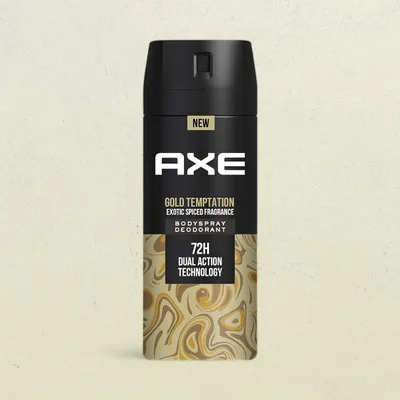 NEW
AXE
GOLD TEMPTATION
EXOTIC SPICED FRAGRANCE
BODYSPRAY
DEODORANT
72H
DUAL ACTION
TECHNOLOGY